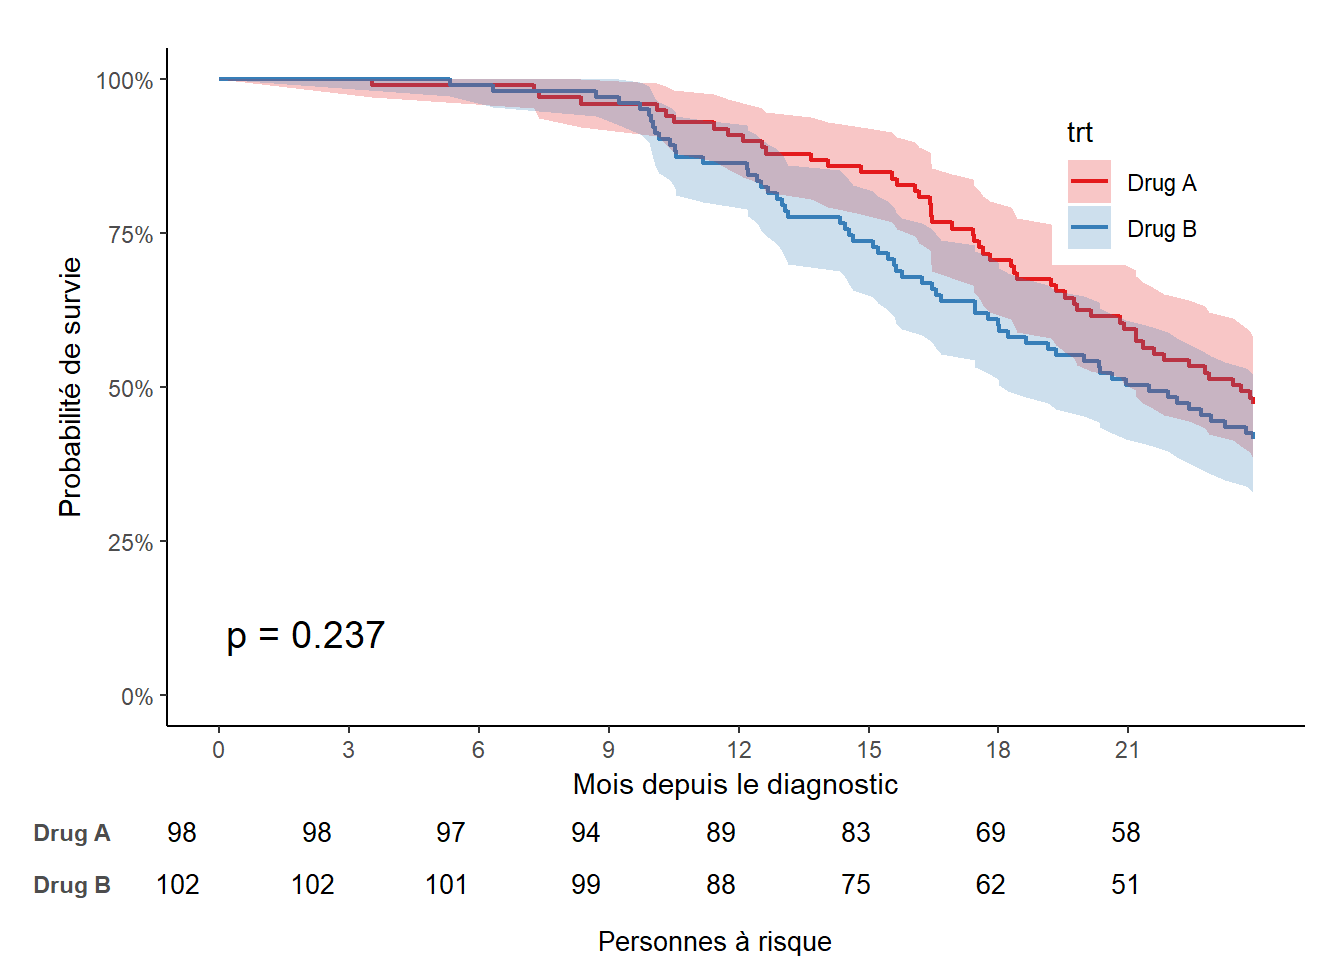 100%
75%
50%
25%
0%
Probabilité de survie
trt
Drug A
Drug B
p = 0.237
0 3 6 9 12 15 18 21
Mois depuis le diagnostic
Drug A 98 98 97 94 89 83 69 58
Drug B 102 102 101 99 88 75 62 51
Personnes à risque